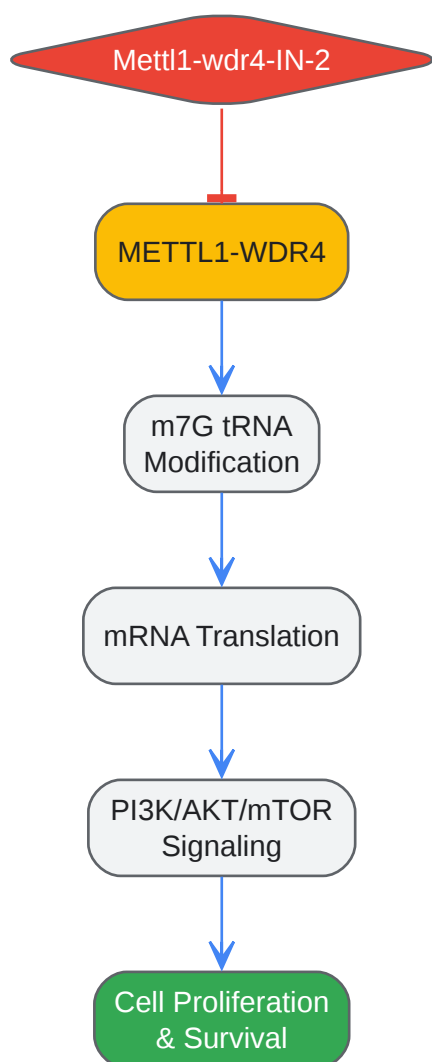 Mettl1-wdr4-IN-2
METTL1-WDR4
m7G tRNA
Modification
mRNA Translation
PI3K/AKT/mTOR
Signaling
Cell Proliferation
& Survival